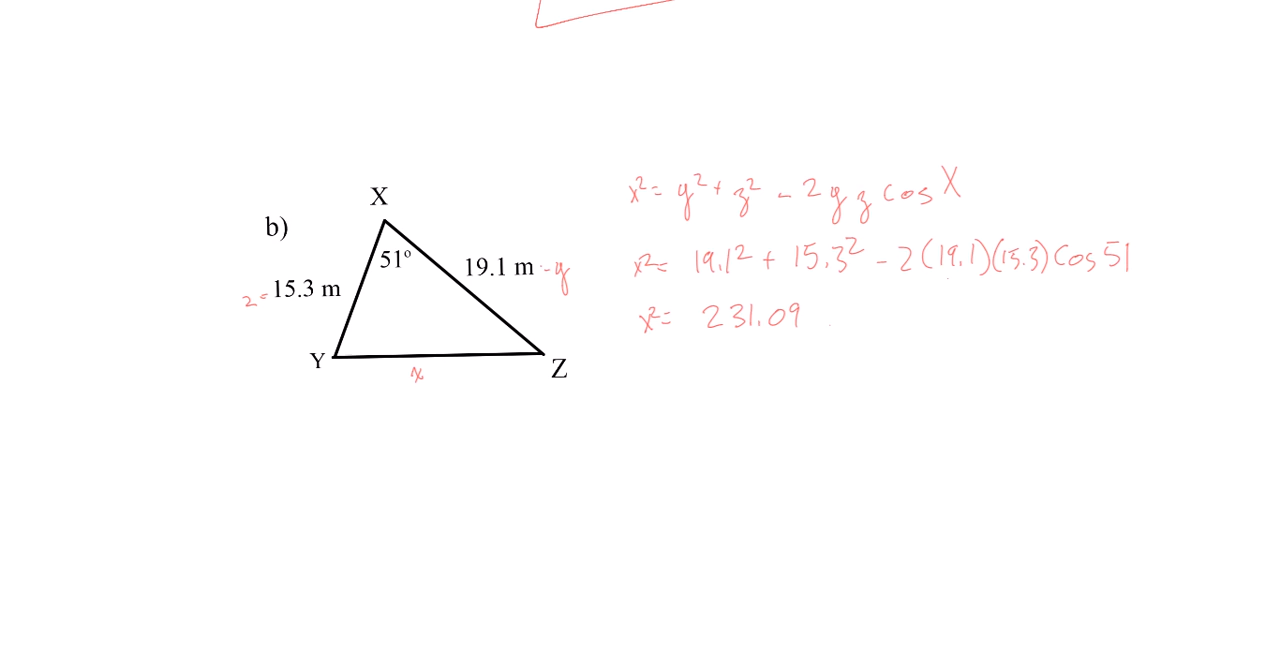 X
b)
51°
19.1 m - y
z = 15.3 m
Y
x
Z
x² = y² + z² - 2yz cos X
x² = 19.1² + 15.3² - 2(19.1)(15.3) Cos 51
x² = 231.09